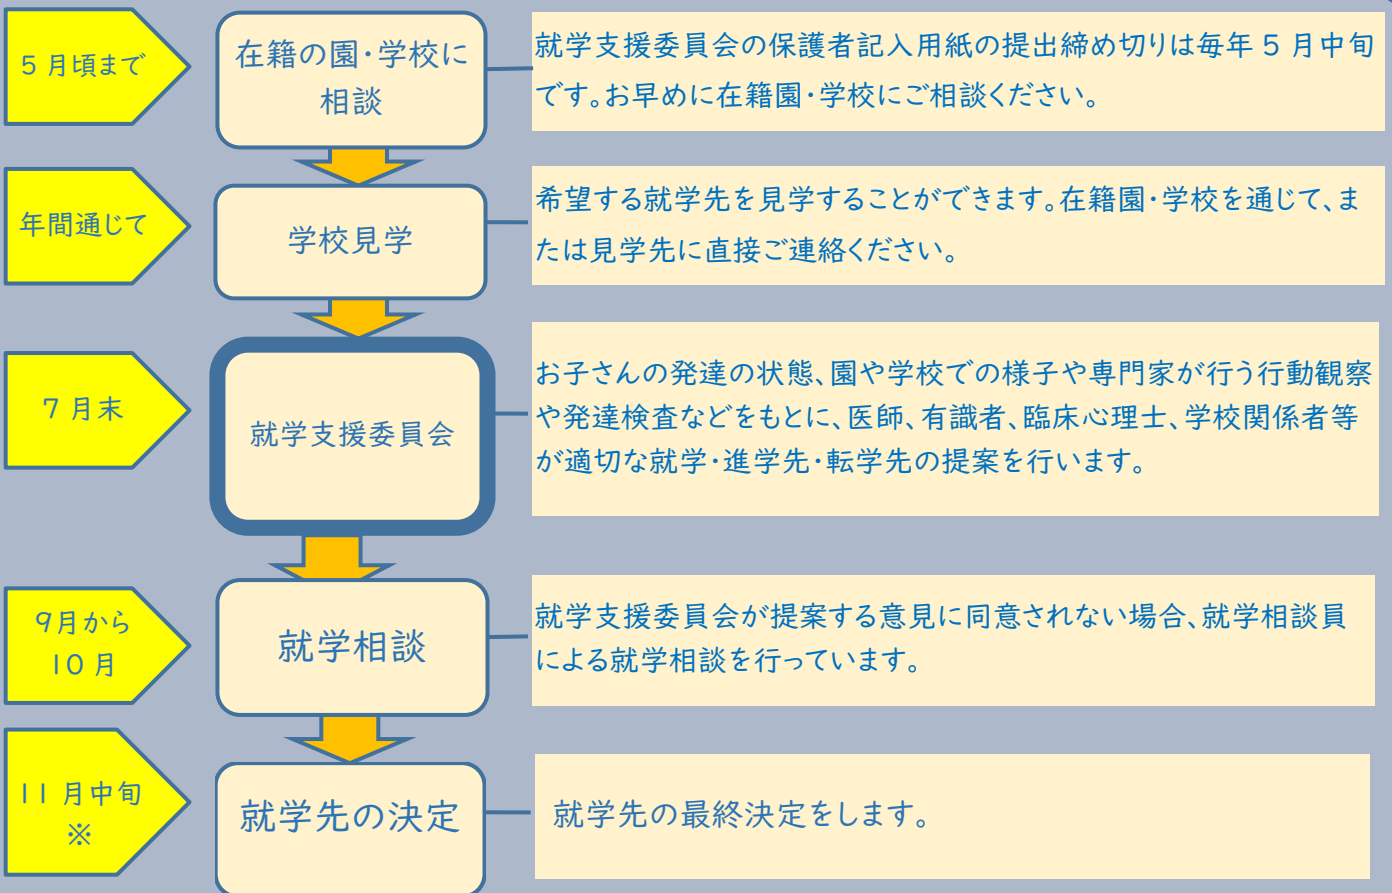 5月頃まで
在籍の園・学校に
相談
就学支援委員会の保護者記入用紙の提出締め切りは毎年5月中旬
です。お早めに在籍園・学校にご相談ください。
年間通じて
学校見学
希望する就学先を見学することができます。在籍園・学校を通じて、ま
たは見学先に直接ご連絡ください。
7月末
就学支援委員会
お子さんの発達の状態、園や学校での様子や専門家が行う行動観察
や発達検査などをもとに、医師、有識者、臨床心理士、学校関係者等
が適切な就学・進学先・転学先の提案を行います。
9月から
10月
就学相談
就学支援委員会が提案する意見に同意されない場合、就学相談員
による就学相談を行っています。
11月中旬
※
就学先の決定
就学先の最終決定をします。